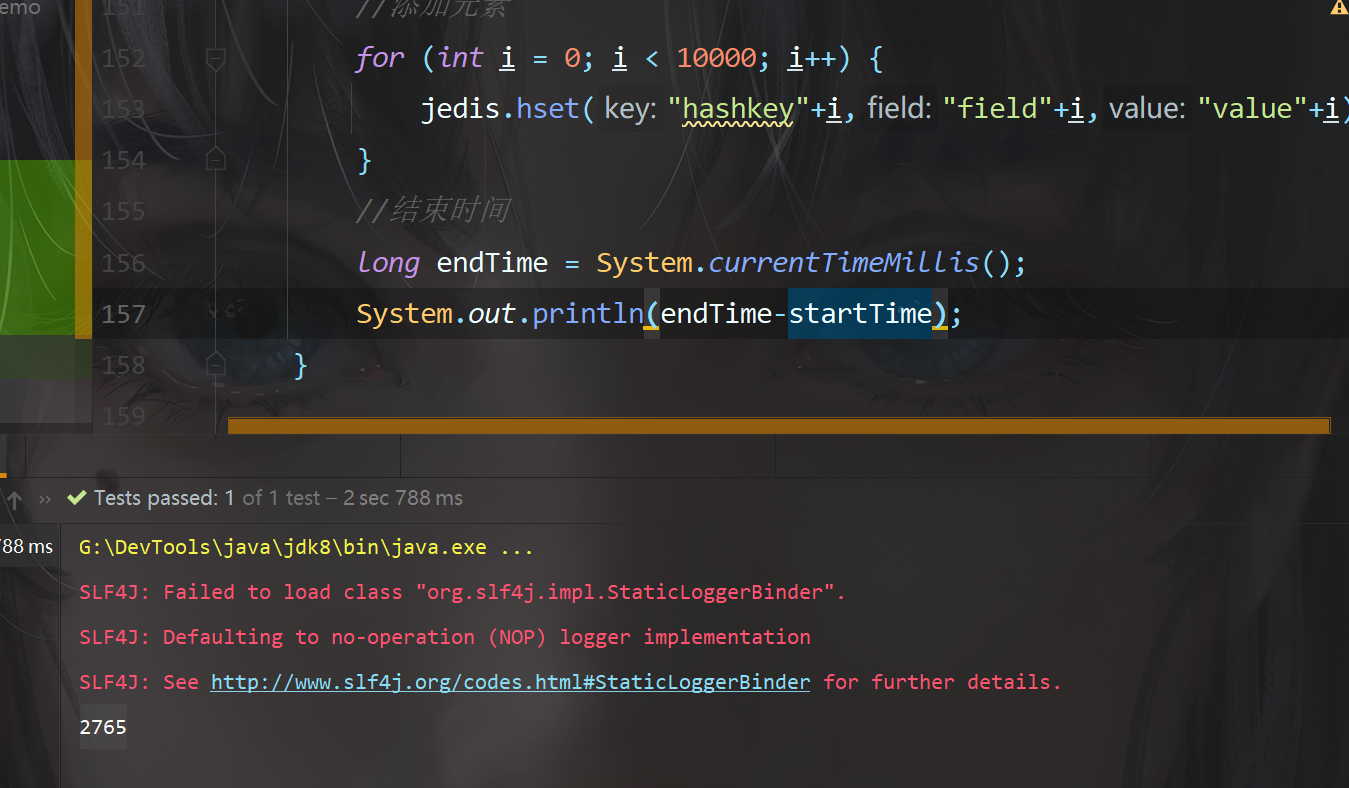 emo
151 //添加元素
152 for (int i = 0; i < 10000; i++) {
153 jedis.hset( key: "hashkey"+i, field: "field"+i, value: "value"+i)
154 }
155 //结束时间
156 long endTime = System.currentTimeMillis();
157 System.out.println(endTime-startTime);
158 }
159
Tests passed: 1 of 1 test – 2 sec 788 ms
788 ms G:\DevTools\java\jdk8\bin\java.exe ...
SLF4J: Failed to load class "org.slf4j.impl.StaticLoggerBinder".
SLF4J: Defaulting to no-operation (NOP) logger implementation
SLF4J: See http://www.slf4j.org/codes.html#StaticLoggerBinder for further details.
2765